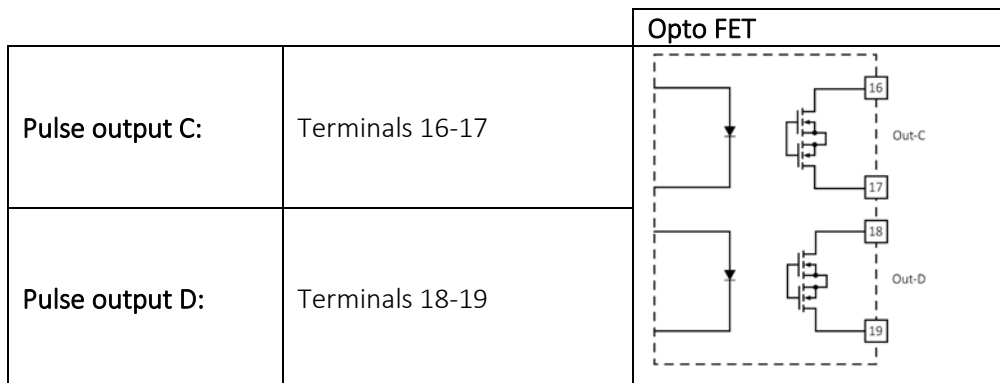 Opto FET
Pulse output C:
Terminals 16-17
16
Out-C
17
Pulse output D:
Terminals 18-19
18
Out-D
19